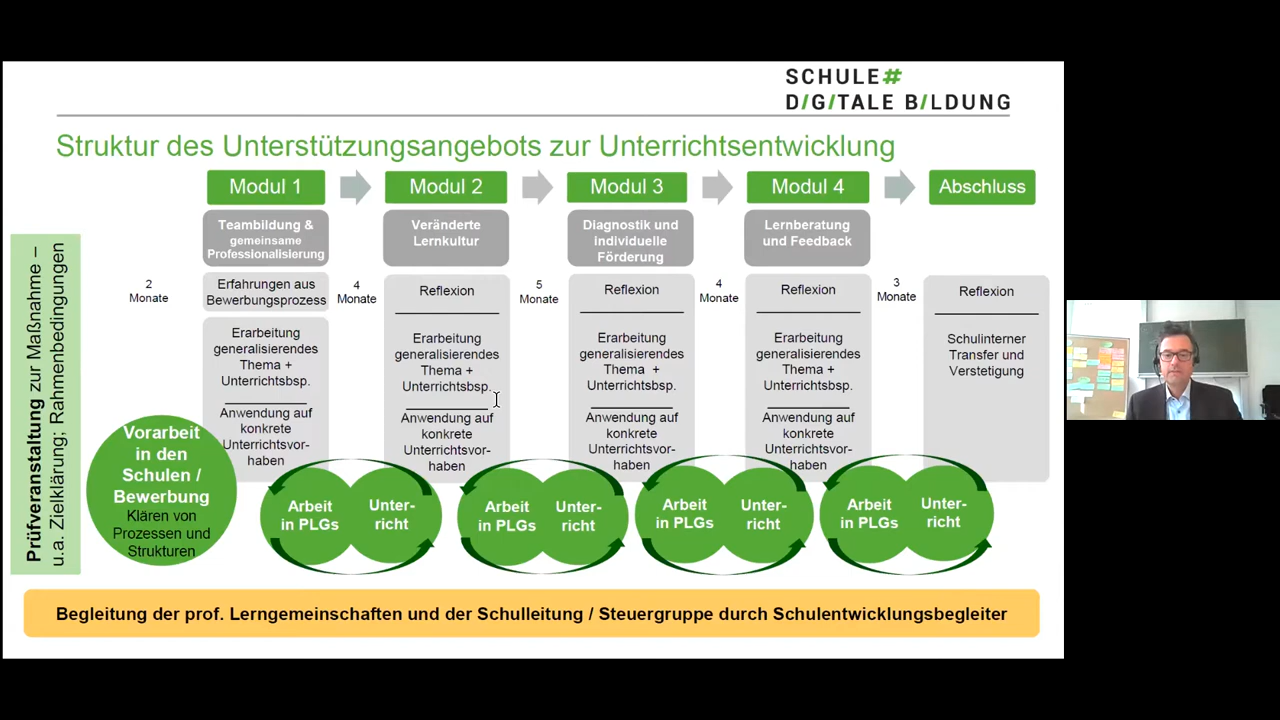 SCHULE#
DIGITALE BILDUNG
Struktur des Unterstützungsangebots zur Unterrichtsentwicklung
Modul 1
Modul 2
Modul 3
Modul 4
Abschluss
Teambildung &
gemeinsame
Professionalisierung
Veränderte
Lernkultur
Diagnostik und
individuelle
Förderung
Lernberatung
und Feedback
Prüfveranstaltung zur Maßnahme –
u.a. Zielklärung; Rahmenbedingungen
2
Monate
Erfahrungen aus
Bewerbungsprozess
4
Monate
Reflexion
5
Monate
Reflexion
4
Monate
Reflexion
3
Monate
Reflexion
Erarbeitung
generalisierendes
Thema +
Unterrichtsbsp.
Erarbeitung
generalisierendes
Thema +
Unterrichtsbsp.
Erarbeitung
generalisierendes
Thema +
Unterrichtsbsp.
Erarbeitung
generalisierendes
Thema +
Unterrichtsbsp.
Schulinterner
Transfer und
Verstetigung
Anwendung auf
konkrete
Unterrichtsvor-
haben
Anwendung auf
konkrete
Unterrichtsvor-
haben
Anwendung auf
konkrete
Unterrichtsvor-
haben
Anwendung auf
konkrete
Unterrichtsvor-
haben
Vorarbeit
in den
Schulen /
Bewerbung
Klären von
Prozessen und
Strukturen
Arbeit
in PLGs
Unter-
richt
Arbeit
in PLGs
Unter-
richt
Arbeit
in PLGs
Unter-
richt
Arbeit
in PLGs
Unter-
richt
Begleitung der prof. Lerngemeinschaften und der Schulleitung / Steuergruppe durch Schulentwicklungsbegleiter